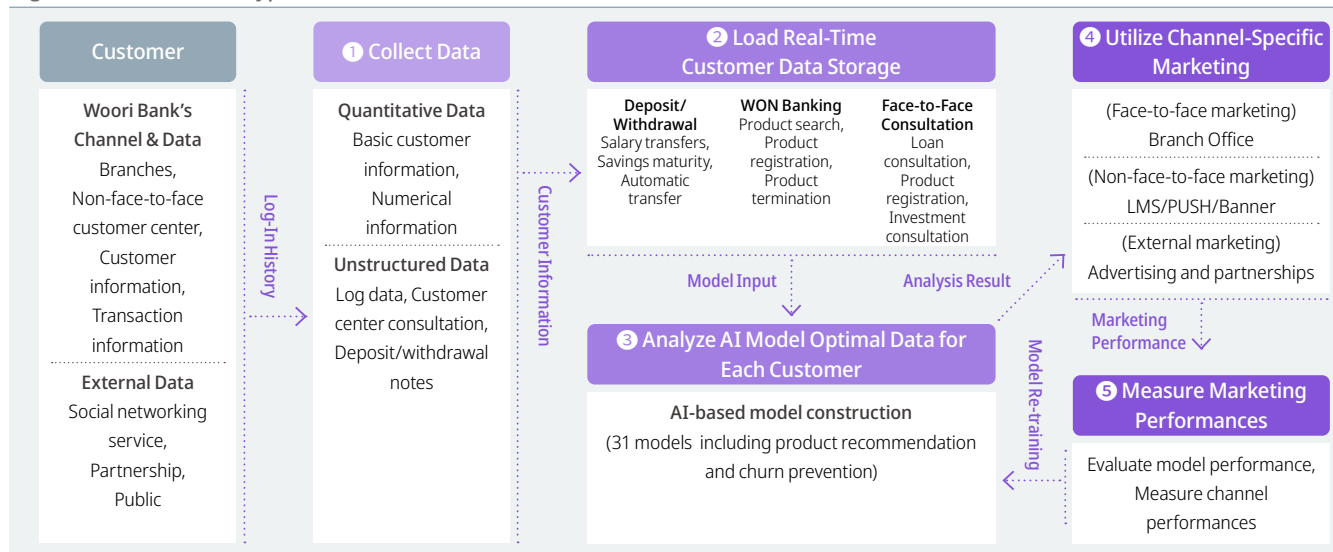 Customer
Woori Bank's
Channel & Data
Branches,
Non-face-to-face
customer center,
Customer
information,
Transaction
information
External Data
Social networking
service,
Partnership,
Public
Log-In History
❶ Collect Data
Quantitative Data
Basic customer
information,
Numerical
information
Unstructured Data
Log data, Customer
center consultation,
Deposit/withdrawal
notes
Customer Information
❷ Load Real-Time
Customer Data Storage
Deposit/
Withdrawal
Salary transfers,
Savings maturity,
Automatic
transfer
WON Banking
Product search,
Product
registration,
Product
termination
Face-to-Face
Consultation
Loan
consultation,
Product
registration,
Investment
consultation
Model Input
Analysis Result
❸ Analyze AI Model Optimal Data for
Each Customer
AI-based model construction
(31 models including product recommendation
and churn prevention)
❹ Utilize Channel-Specific
Marketing
(Face-to-face marketing)
Branch Office
(Non-face-to-face marketing)
LMS/PUSH/Banner
(External marketing)
Advertising and partnerships
Marketing
Performance
❺ Measure Marketing
Performances
Evaluate model performance,
Measure channel
performances
Model Re-training